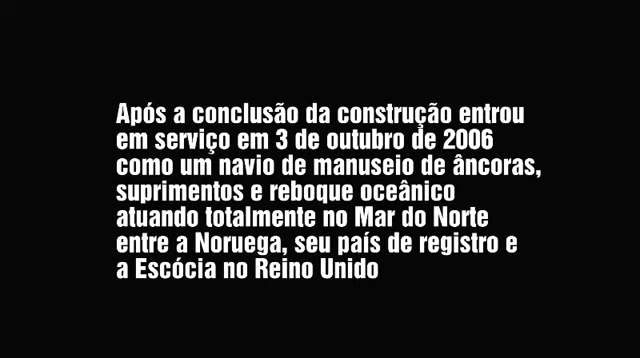 Após a conclusão da construção entrou
em serviço em 3 de outubro de 2006
como um navio de manuseio de âncoras,
suprimentos e reboque oceânico
atuando totalmente no Mar do Norte
entre a Noruega, seu país de registro e
a Escócia no Reino Unido